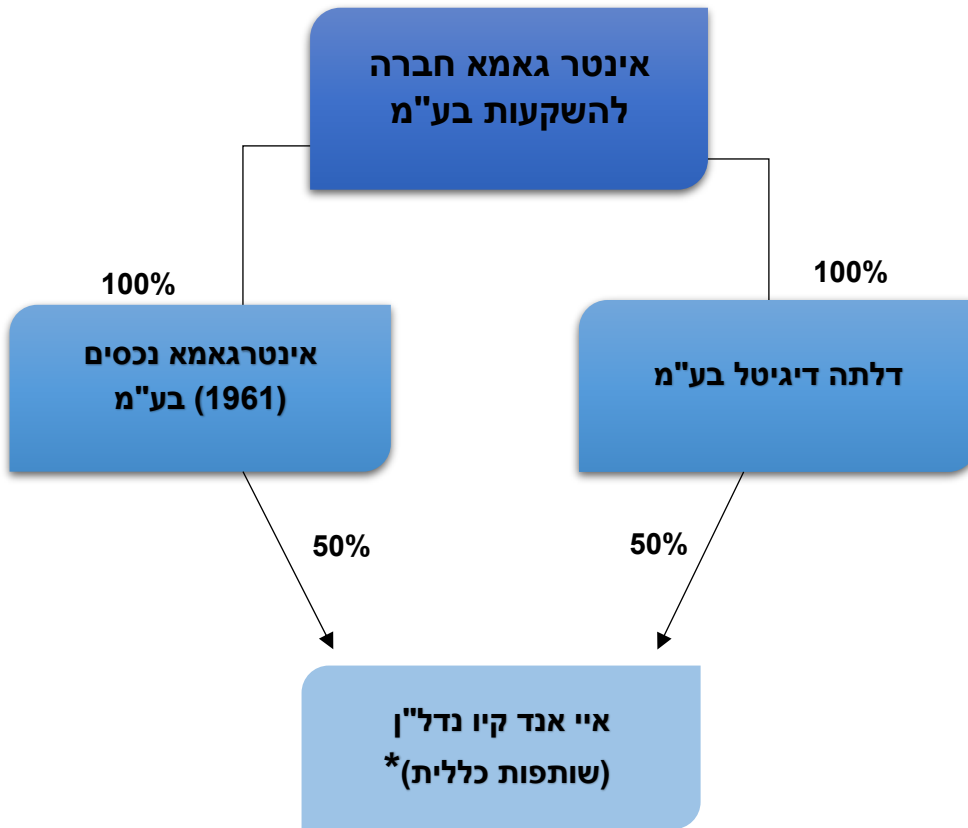 אינטר גאמא חברה
להשקעות בע"מ
100%
100%
דלתה דיגיטל בע"מ
אינטרגאמא נכסים
(1961) בע"מ
50%
50%
איי אנד קיו נדל"ן
(שותפות כללית)*